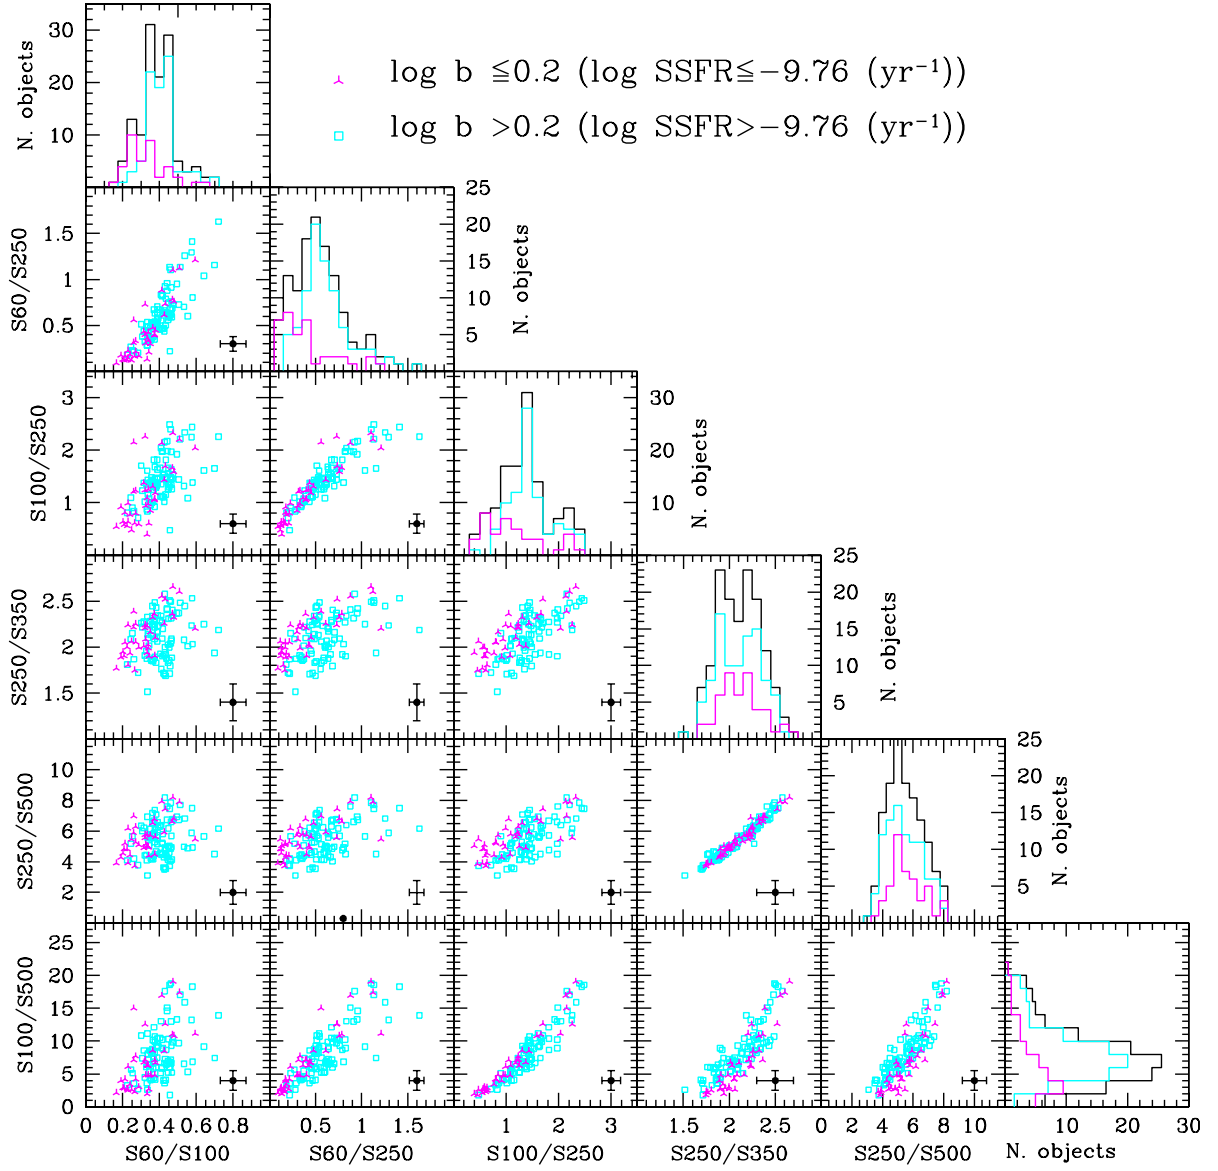 30
20
10
N. objects
log b ≦0.2 (log SSFR≦−9.76 (yr⁻¹))
log b >0.2 (log SSFR>−9.76 (yr⁻¹))
1.5
1
0.5
S60/S250
25
20
15
10
5
N. objects
3
2
1
S100/S250
30
20
10
N. objects
2.5
2
1.5
S250/S350
25
20
15
10
5
N. objects
10
8
6
4
2
S250/S500
25
20
15
10
5
N. objects
25
20
15
10
5
0
S100/S500
0 0.2 0.4 0.6 0.8
S60/S100
0.5 1 1.5
S60/S250
1 2 3
S100/S250
1.5 2 2.5
S250/S350
0 2 4 6 8 10
S250/S500
10 20 30
N. objects